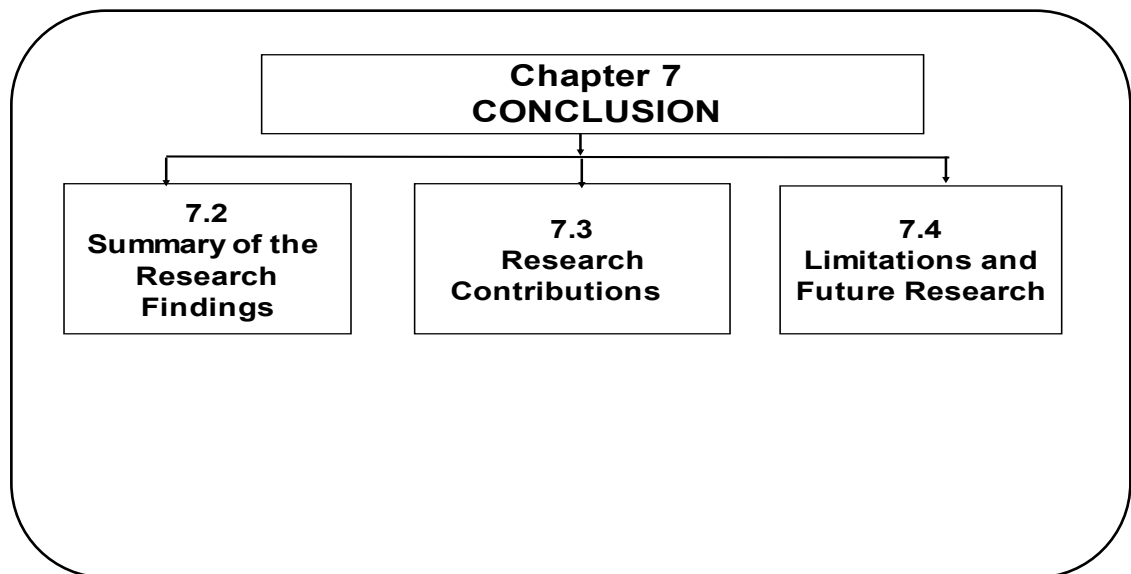 Chapter 7
CONCLUSION
7.2
Summary of the
Research
Findings
7.3
Research
Contributions
7.4
Limitations and
Future Research